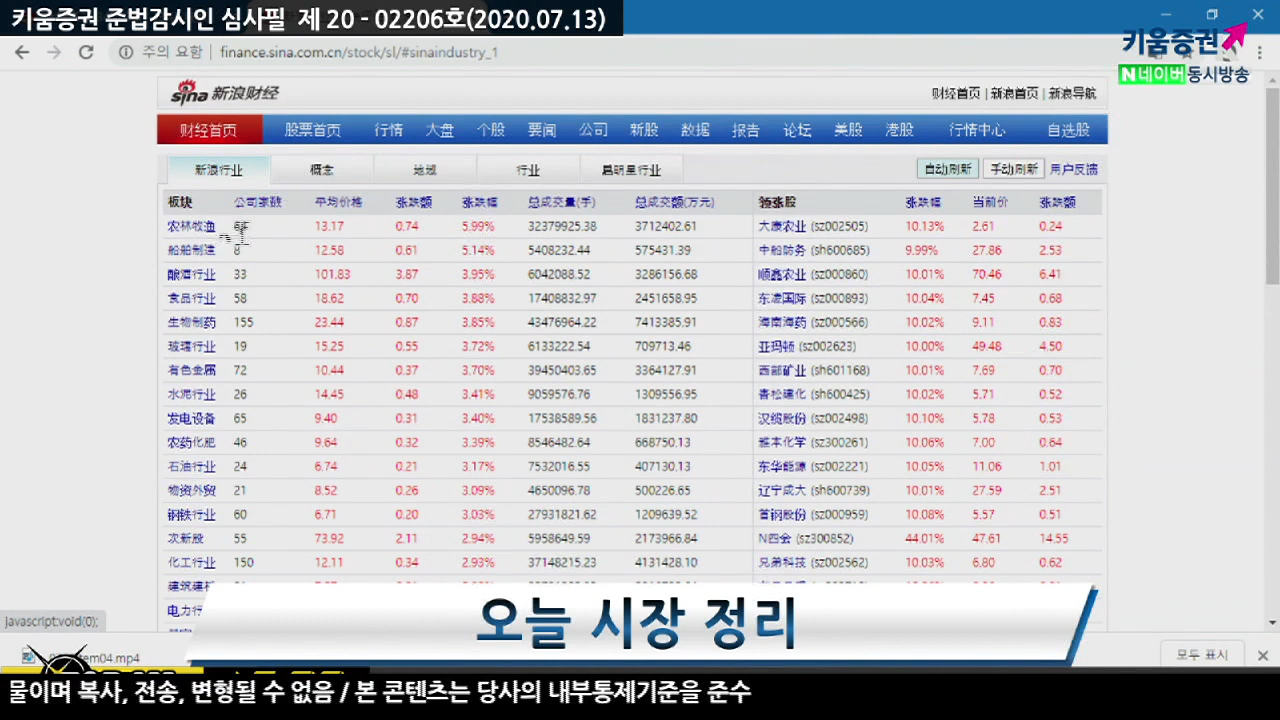 키움증권 준법감시인 심사필 제 20 - 02206호(2020.07.13)
주의 요함 | finance.sina.com.cn/stock/sl/#sinaindustry_1
키움증권
N네이버 동시방송
sina 新浪财经
财经首页 | 新浪首页 | 新浪导航
财经首页 股票首页 行情 大盘 个股 要闻 公司 新股 数据 报告 论坛 美股 港股 行情中心 自选股
新浪行业 概念 地域 行业 启明星行业 自动刷新 手动刷新 用户反馈
板块 公司家数 平均价格 涨跌额 涨跌幅 总成交量(手) 总成交额(万元) 领涨股 涨跌幅 当前价 涨跌额
农林牧渔 13.17 0.74 5.99% 32379925.38 3712402.61 大康农业 (sz002505) 10.13% 2.61 0.24
船舶制造 8 12.58 0.61 5.14% 5408232.44 575431.39 中船防务 (sh600685) 9.99% 27.86 2.53
酿酒行业 33 101.83 3.87 3.95% 6042088.52 3286156.68 顺鑫农业 (sz000860) 10.01% 70.46 6.41
食品行业 58 18.62 0.70 3.88% 17408832.97 2451658.95 东凌国际 (sz000893) 10.04% 7.45 0.68
生物制药 155 23.44 0.87 3.85% 43476964.22 7413385.91 海南海药 (sz000566) 10.02% 9.11 0.83
玻璃行业 19 15.25 0.55 3.72% 6133222.54 709713.46 亚玛顿 (sz002623) 10.00% 49.48 4.50
有色金属 72 10.44 0.37 3.70% 39450403.65 3364127.91 西部矿业 (sh601168) 10.01% 7.69 0.70
水泥行业 26 14.45 0.48 3.41% 9059576.76 1309556.95 青松建化 (sh600425) 10.02% 5.71 0.52
发电设备 65 9.40 0.31 3.40% 17538589.56 1831237.80 汉缆股份 (sz002498) 10.10% 5.78 0.53
农药化肥 46 9.64 0.32 3.39% 8546482.64 668750.13 雅本化学 (sz300261) 10.06% 7.00 0.64
石油行业 24 6.74 0.21 3.17% 7532016.55 407130.13 东华能源 (sz002221) 10.05% 11.06 1.01
物资外贸 21 8.52 0.26 3.09% 4650096.78 500226.65 辽宁成大 (sh600739) 10.01% 27.59 2.51
钢铁行业 60 6.71 0.20 3.03% 27931821.62 1209639.52 首钢股份 (sz000959) 10.08% 5.57 0.51
次新股 55 73.92 2.11 2.94% 5958649.59 2173966.84 N四会 (sz300852) 44.01% 47.61 14.55
化工行业 150 12.11 0.34 2.93% 37148215.23 4131428.10 兄弟科技 (sz002562) 10.03% 6.80 0.62
建筑建材
电力行
오늘 시장 정리
javascript:void(0);
tem04.mp4
모두 표시
물이며 복사, 전송, 변형될 수 없음 / 본 콘텐츠는 당사의 내부통제기준을 준수